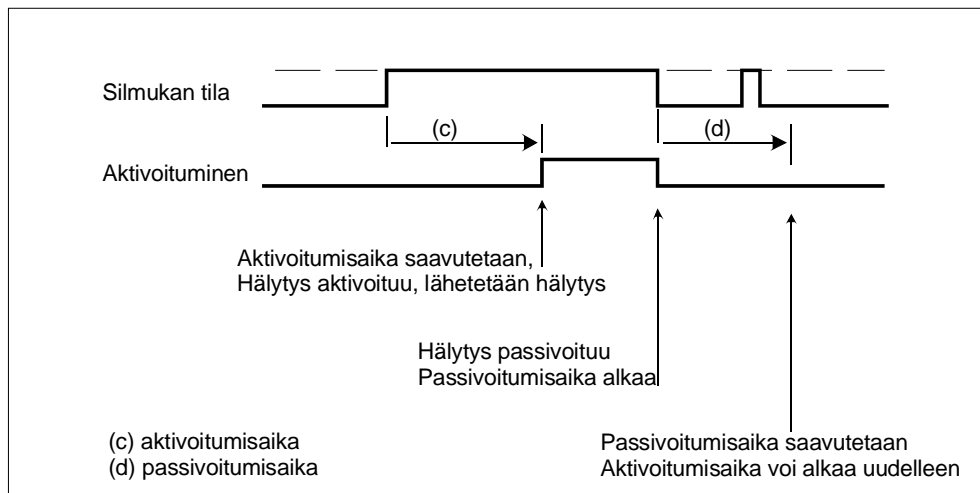 Silmukan tila
(c)
(d)
Aktivoituminen
Aktivoitumisaika saavutetaan,
Hälytys aktivoituu, lähetetään hälytys
Hälytys passivoituu
Passivoitumisaika alkaa
(c) aktivoitumisaika
(d) passivoitumisaika
Passivoitumisaika saavutetaan
Aktivoitumisaika voi alkaa uudelleen